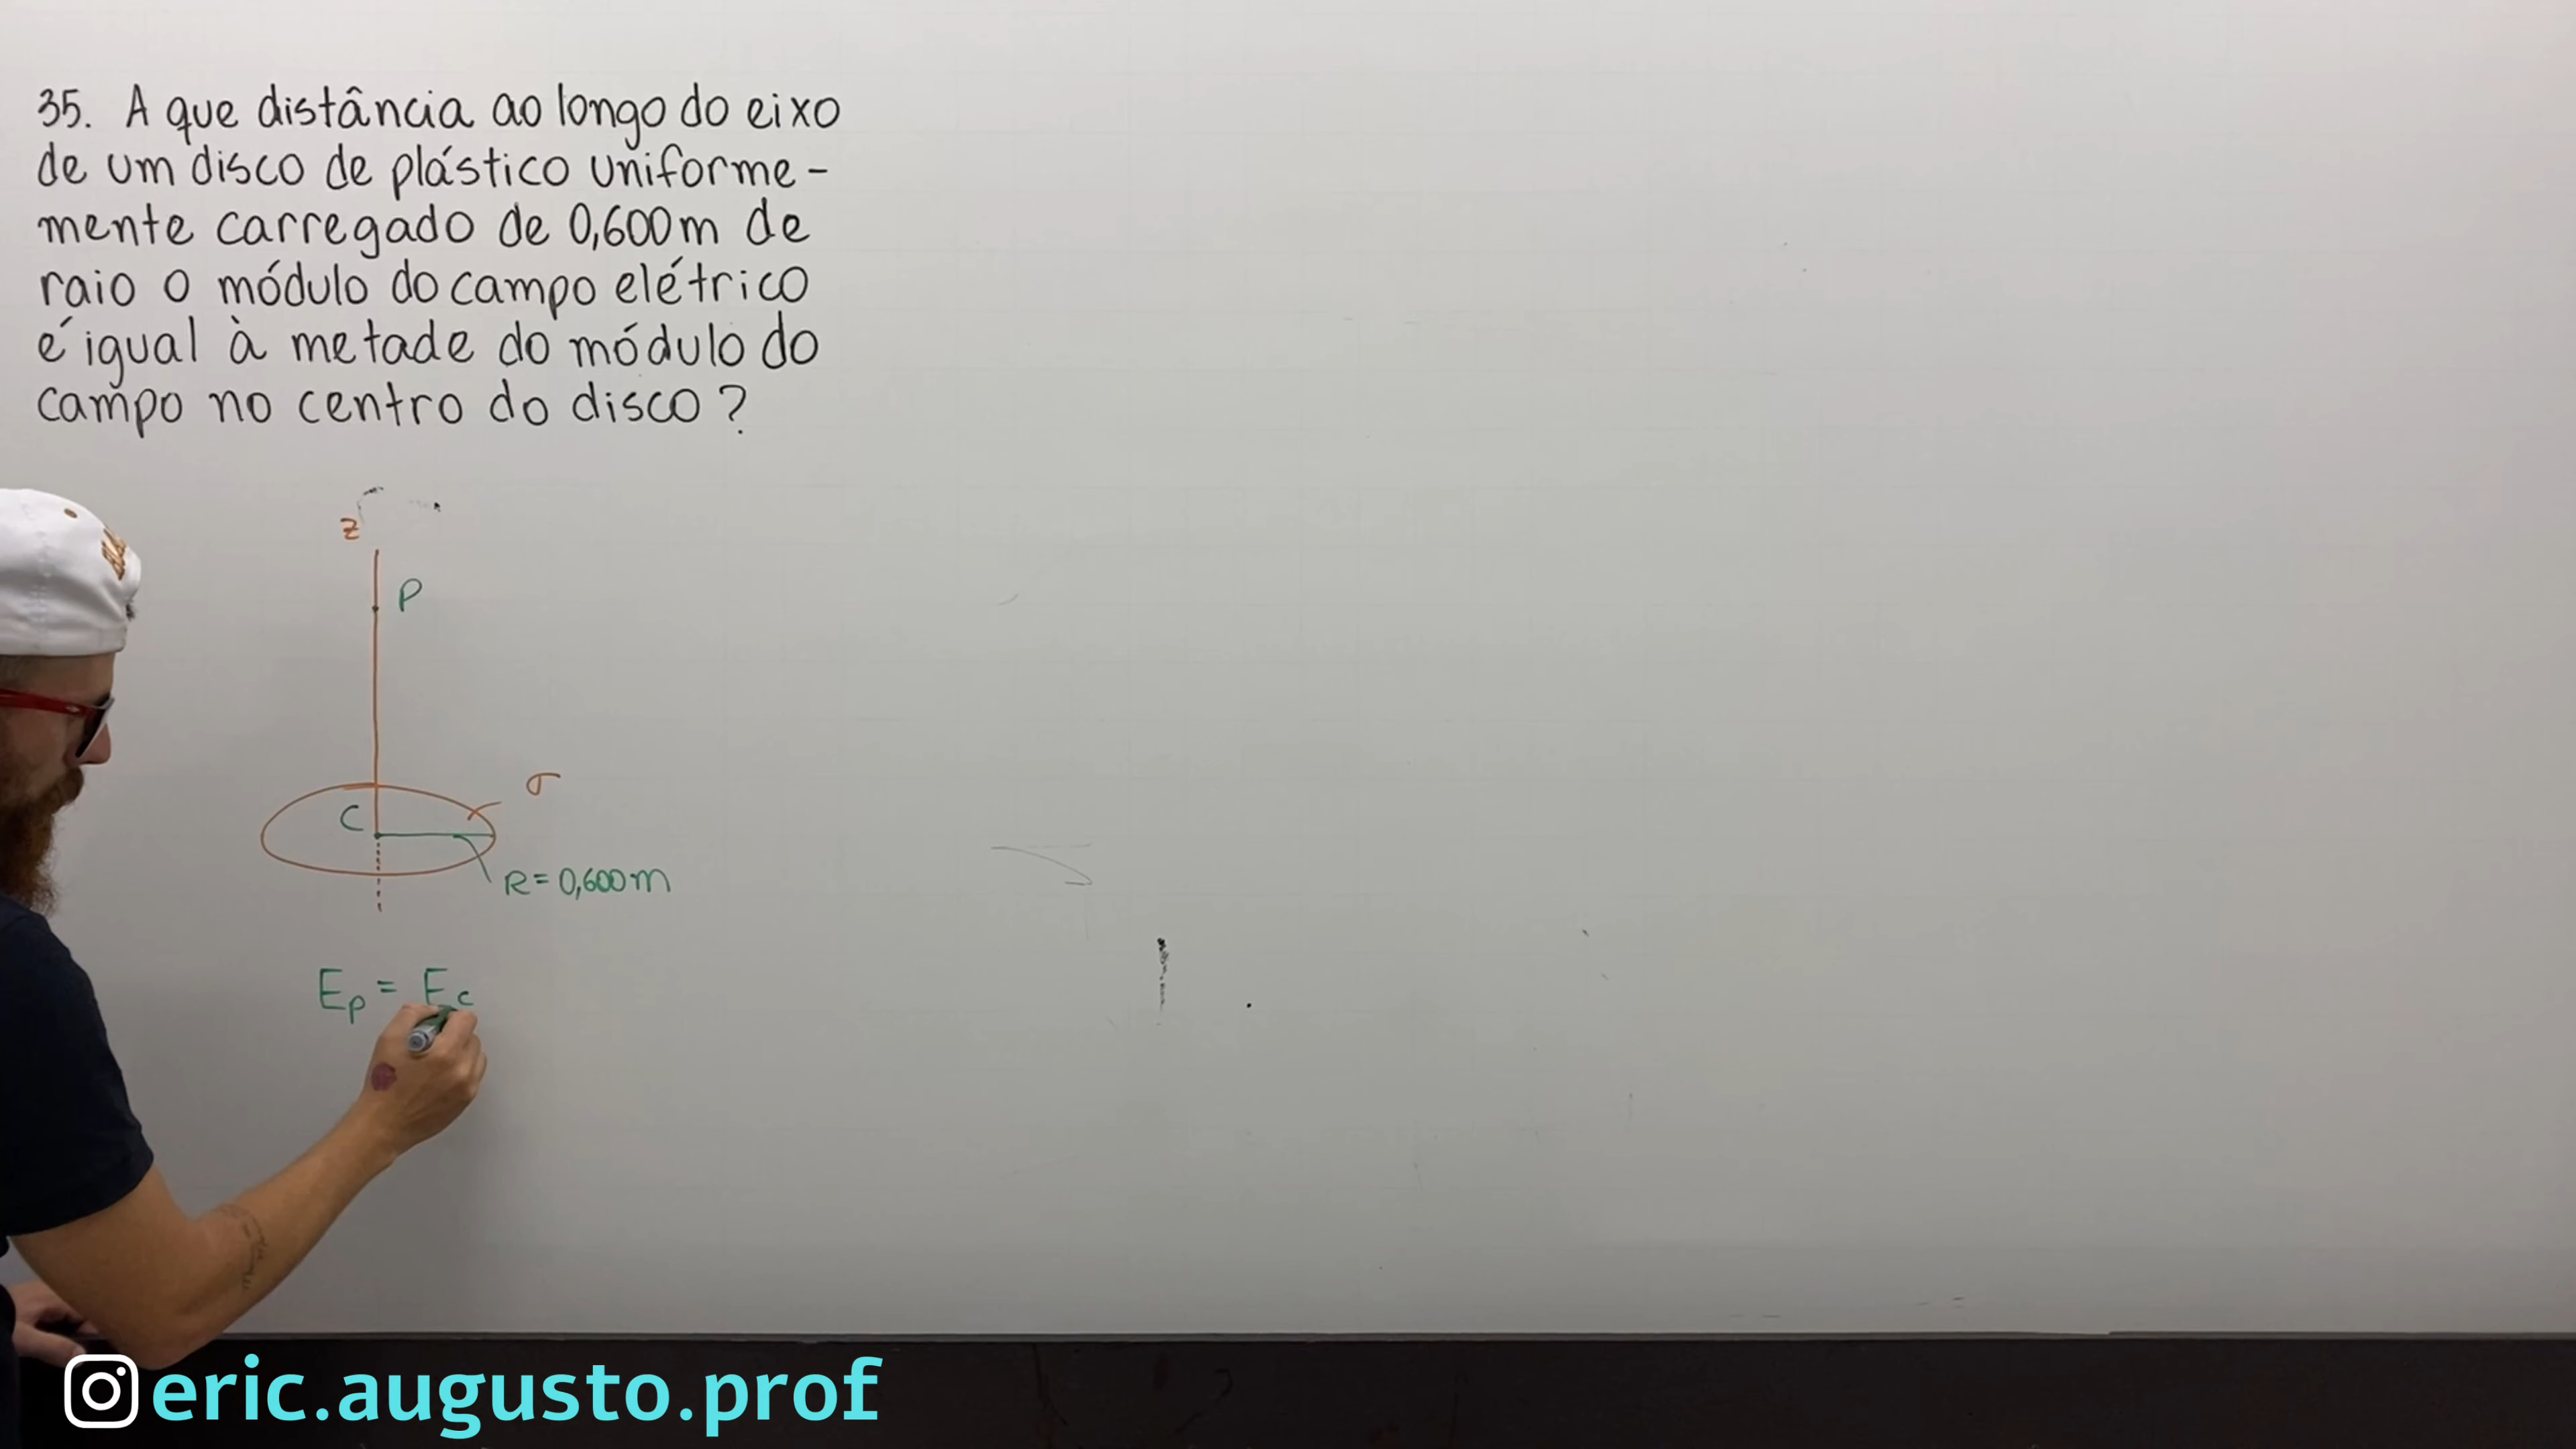 35. A que distância ao longo do eixo
de um disco de plástico uniforme-
mente carregado de 0,600m de
raio o módulo do campo elétrico
é igual à metade do módulo do
campo no centro do disco?
z
P
σ
C
R = 0,600m
Ep = Ec
eric.augusto.prof